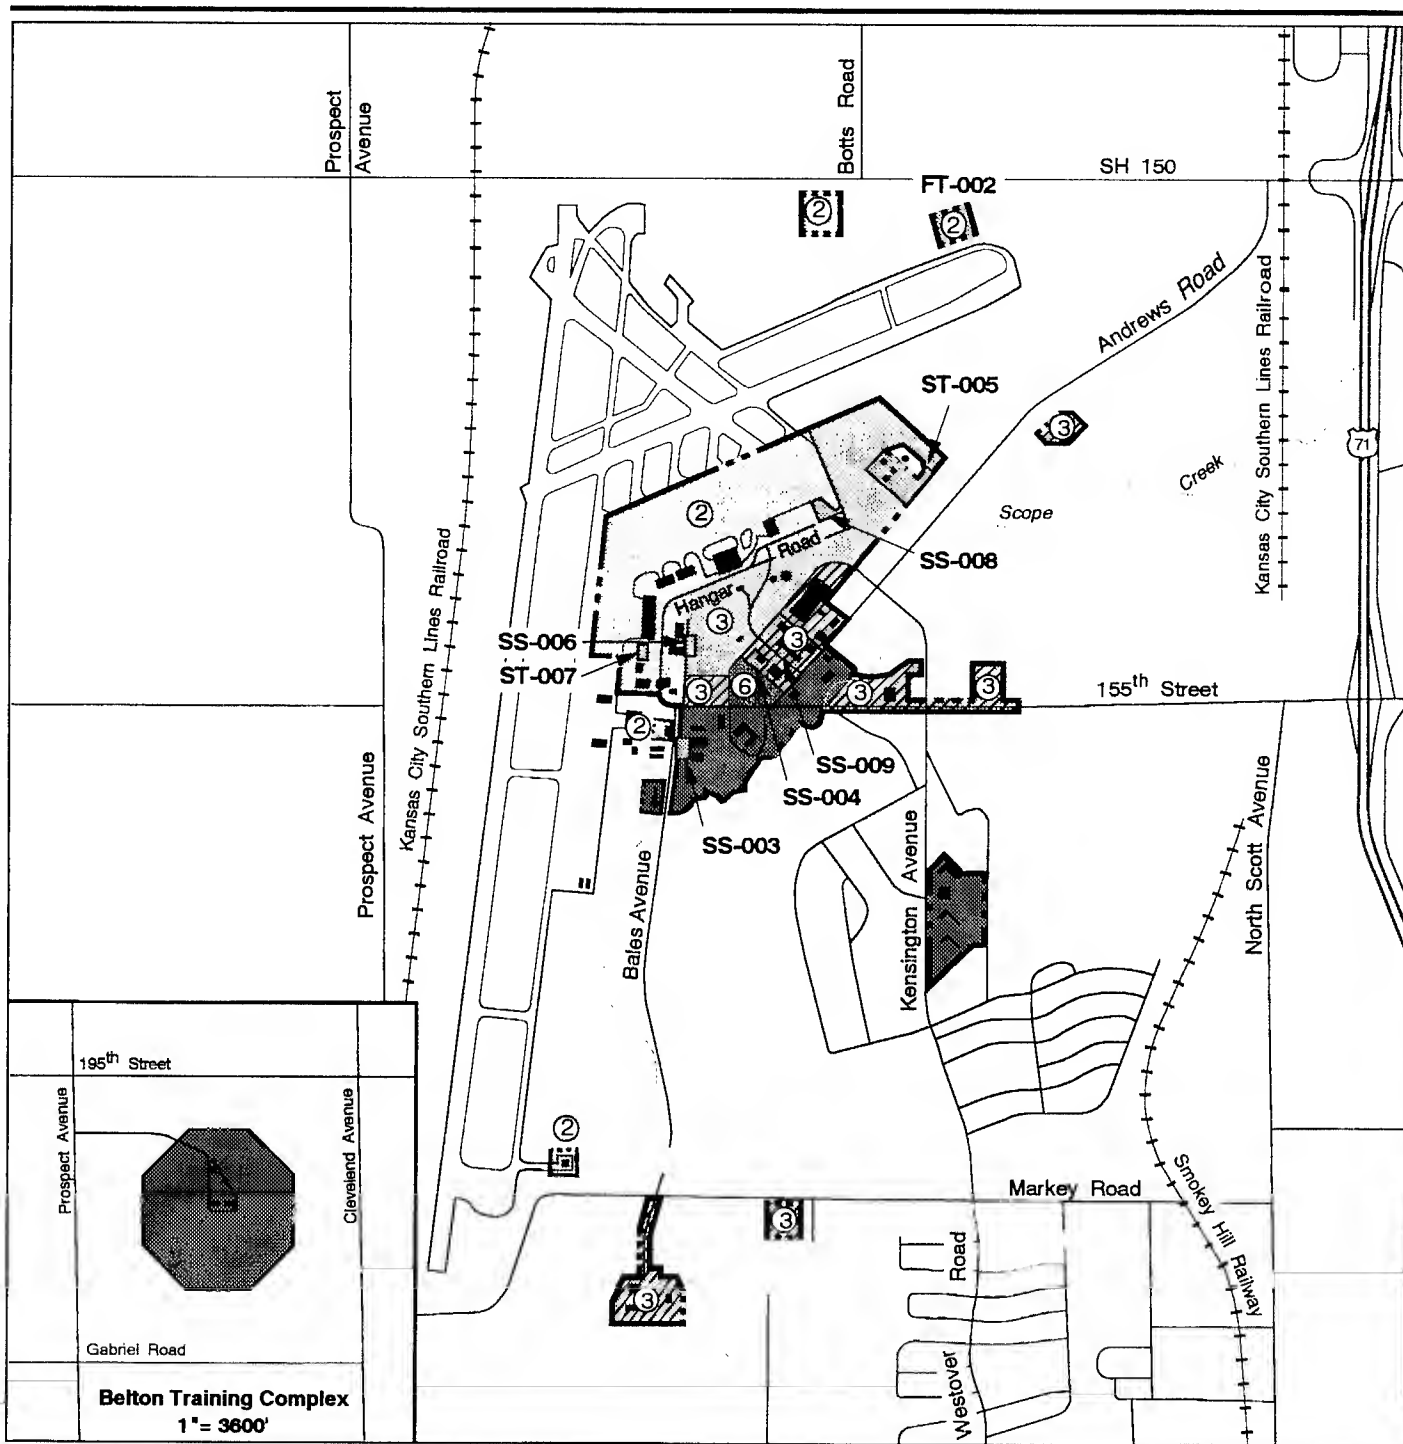 Prospect
Avenue
Botts Road
SH 150
FT-002
2
2
Andrews Road
Kansas City Southern Lines Railroad
71
ST-005
3
Creek
Scope
2
Road
Hangar
SS-008
3
3
SS-006
ST-007
3
6
3
3
155th Street
2
SS-009
SS-004
SS-003
Kansas City Southern Lines Railroad
Prospect Avenue
Bales Avenue
Kensington Avenue
North Scott Avenue
195th Street
Prospect Avenue
Cleveland Avenue
Gabriel Road
Belton Training Complex
1"= 3600'
2
Markey Road
3
3
Smokey Hill Railway
Westover Road